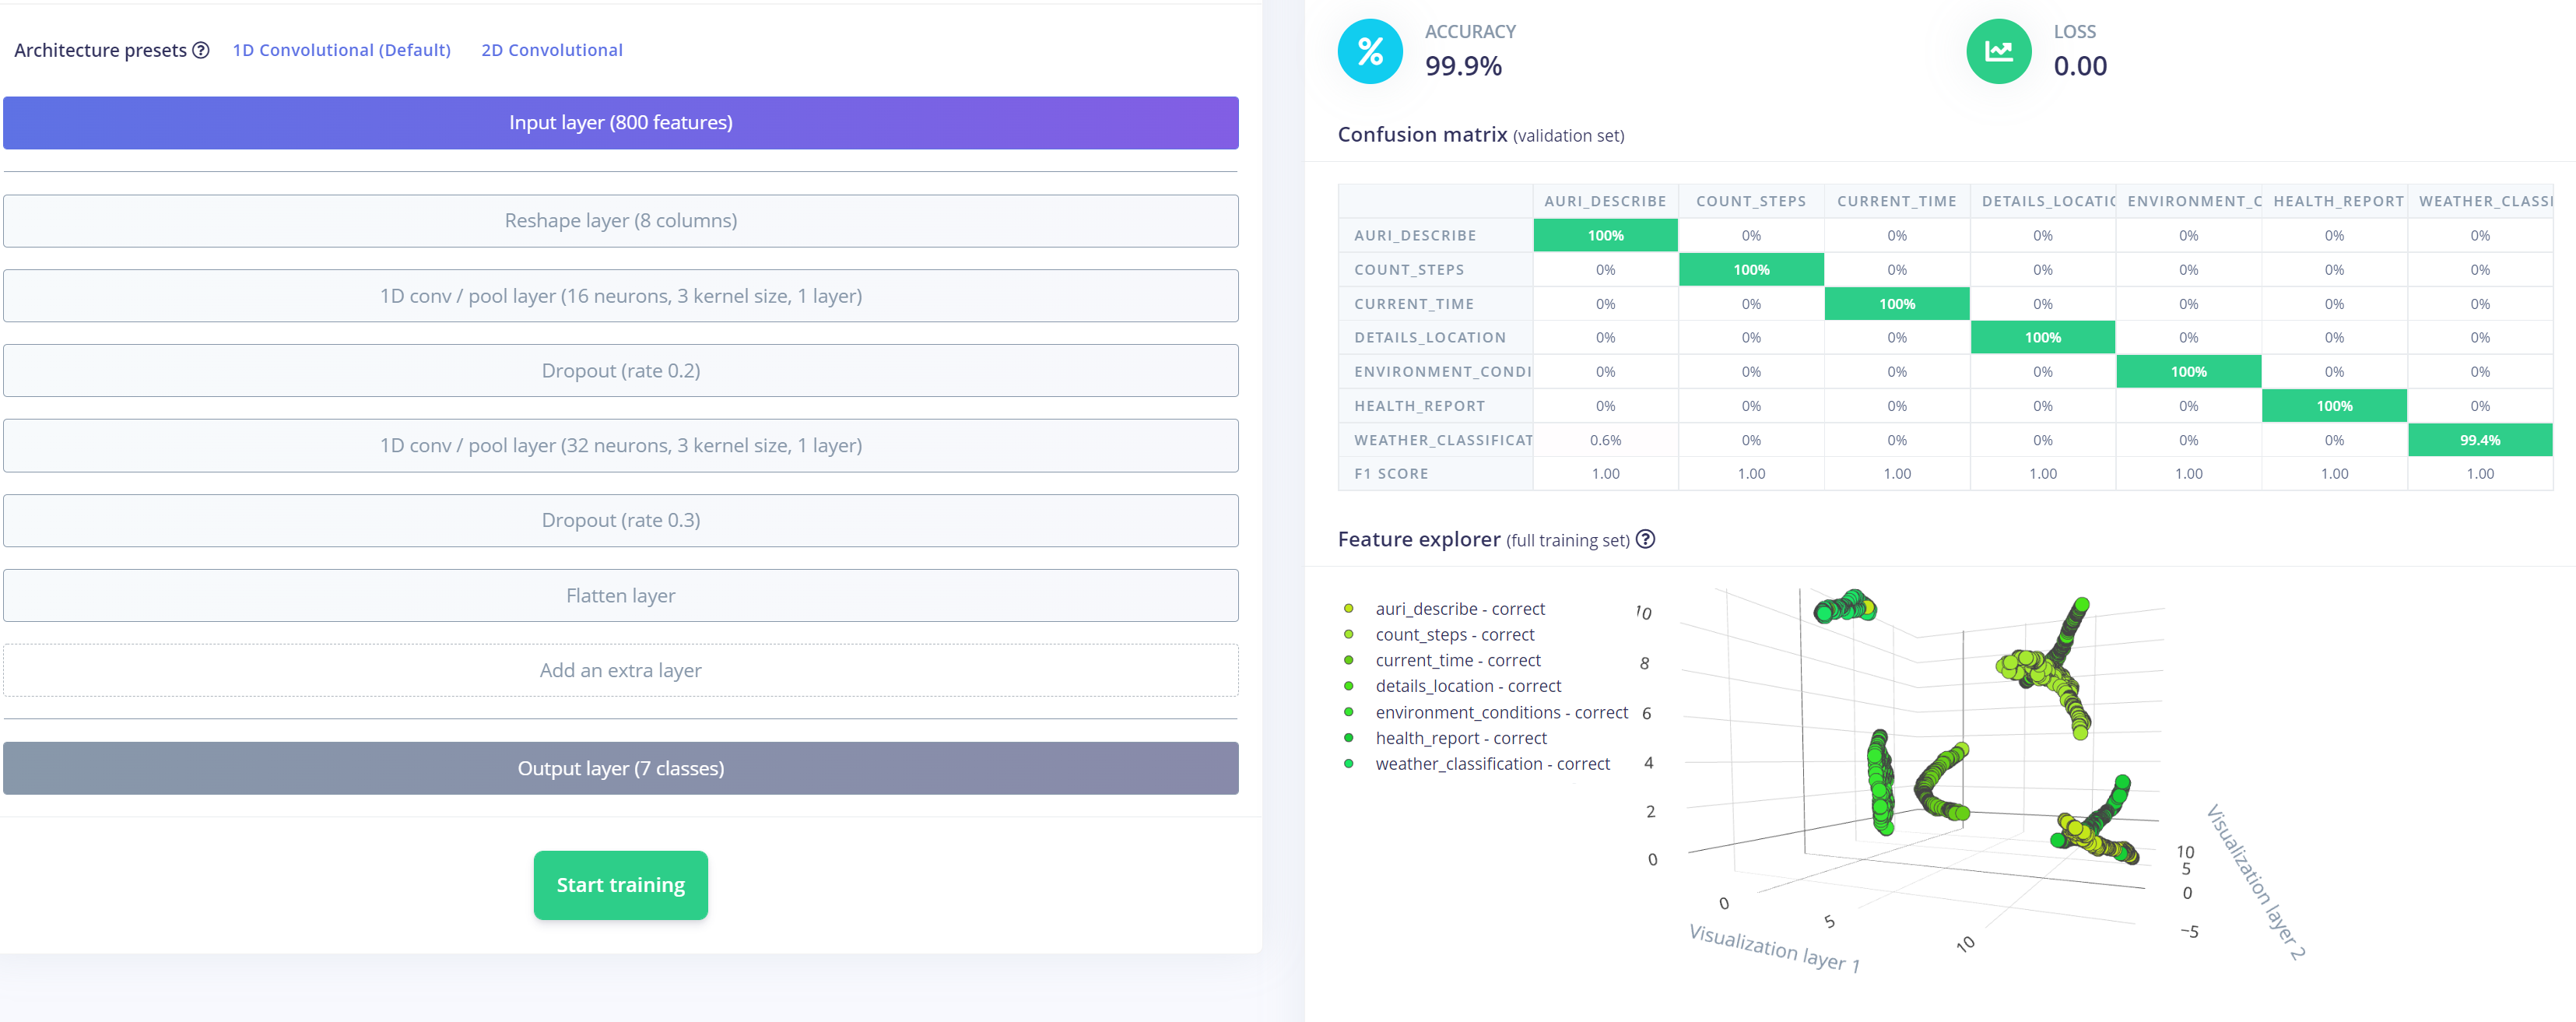 Architecture presets 1D Convolutional (Default) 2D Convolutional
Input layer (800 features)
Reshape layer (8 columns)
1D conv / pool layer (16 neurons, 3 kernel size, 1 layer)
Dropout (rate 0.2)
1D conv / pool layer (32 neurons, 3 kernel size, 1 layer)
Dropout (rate 0.3)
Flatten layer
Add an extra layer
Output layer (7 classes)
Start training
ACCURACY
99.9%
LOSS
0.00
Confusion matrix (validation set)
AURI_DESCRIBE COUNT_STEPS CURRENT_TIME DETAILS_LOCATIC ENVIRONMENT_C HEALTH_REPORT WEATHER_CLASSI
AURI_DESCRIBE 100% 0% 0% 0% 0% 0% 0%
COUNT_STEPS 0% 100% 0% 0% 0% 0% 0%
CURRENT_TIME 0% 0% 100% 0% 0% 0% 0%
DETAILS_LOCATION 0% 0% 0% 100% 0% 0% 0%
ENVIRONMENT_CONDI 0% 0% 0% 0% 100% 0% 0%
HEALTH_REPORT 0% 0% 0% 0% 0% 100% 0%
WEATHER_CLASSIFICAT 0.6% 0% 0% 0% 0% 0% 99.4%
F1 SCORE 1.00 1.00 1.00 1.00 1.00 1.00 1.00
Feature explorer (full training set)
auri_describe - correct
count_steps - correct
current_time - correct
details_location - correct
environment_conditions - correct
health_report - correct
weather_classification - correct
10
8
6
4
2
0
0
5
10
Visualization layer 1
10
5
0
−5
Visualization layer 2